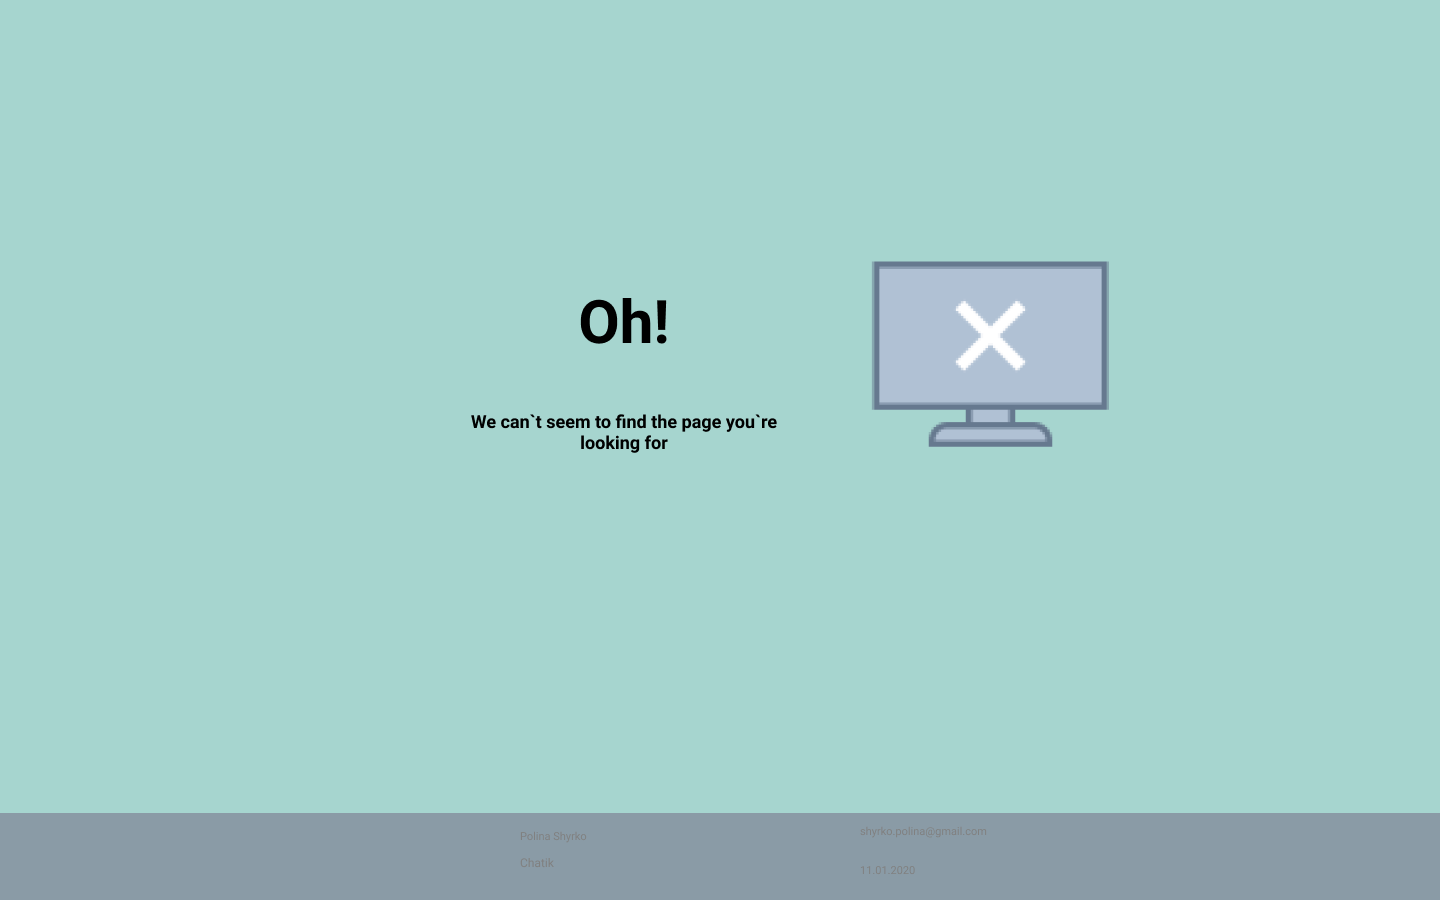 Oh!
We can`t seem to find the page you`re
looking for
Polina Shyrko
Chatik
shyrko.polina@gmail.com
11.01.2020